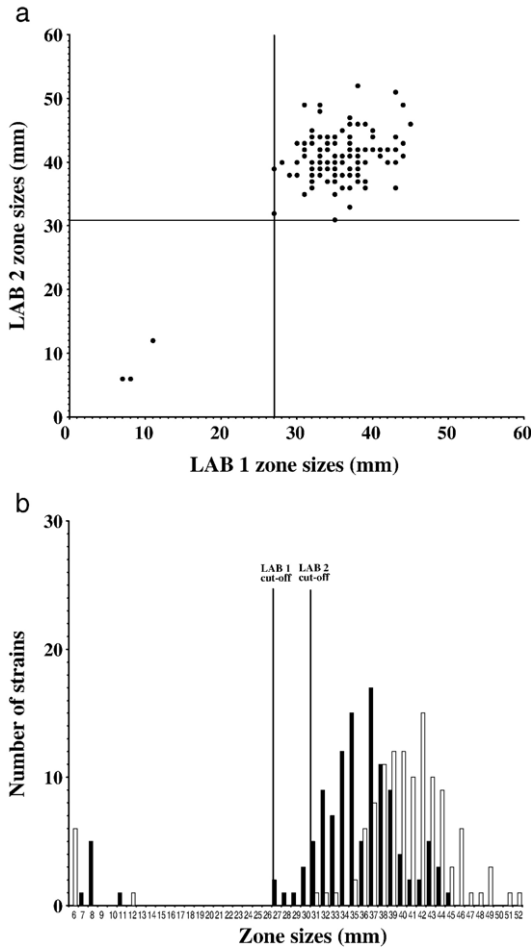 a
60
50
40
30
20
10
0
LAB 2 zone sizes (mm)
0 10 20 30 40 50 60
LAB 1 zone sizes (mm)
b
30
20
10
0
Number of strains
LAB 1 LAB 2
cut-off cut-off
6 7 8 9 10 11 12 13 14 15 16 17 18 19 20 21 22 23 24 25 26 27 28 29 30 31 32 33 34 35 36 37 38 39 40 41 42 43 44 45 46 47 48 49 51 52
Zone sizes (mm)